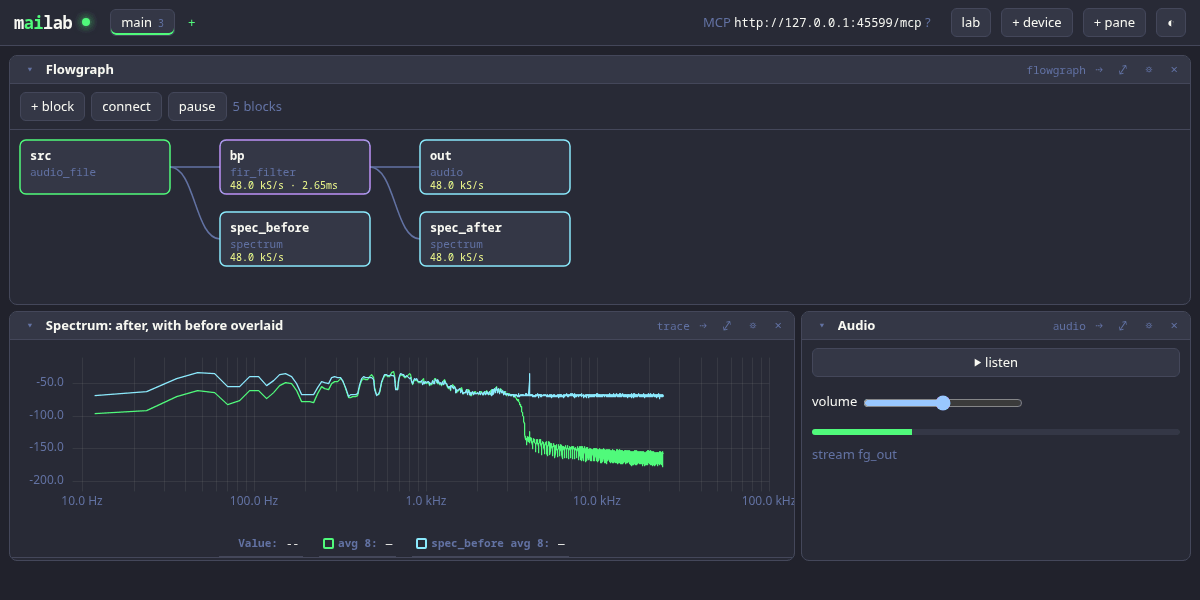 mailab
main 3 +
MCP http://127.0.0.1:45599/mcp ?
lab
+ device
+ pane
Flowgraph
flowgraph
+ block
connect
pause
5 blocks
src
audio_file
bp
fir_filter
48.0 kS/s · 2.65ms
out
audio
48.0 kS/s
spec_before
spectrum
48.0 kS/s
spec_after
spectrum
48.0 kS/s
Spectrum: after, with before overlaid
trace
-50.0
-100.0
-150.0
-200.0
10.0 Hz
100.0 Hz
1.0 kHz
10.0 kHz
100.0 kHz
Value: --
avg 8: —
spec_before avg 8: —
Audio
audio
listen
volume
stream fg_out